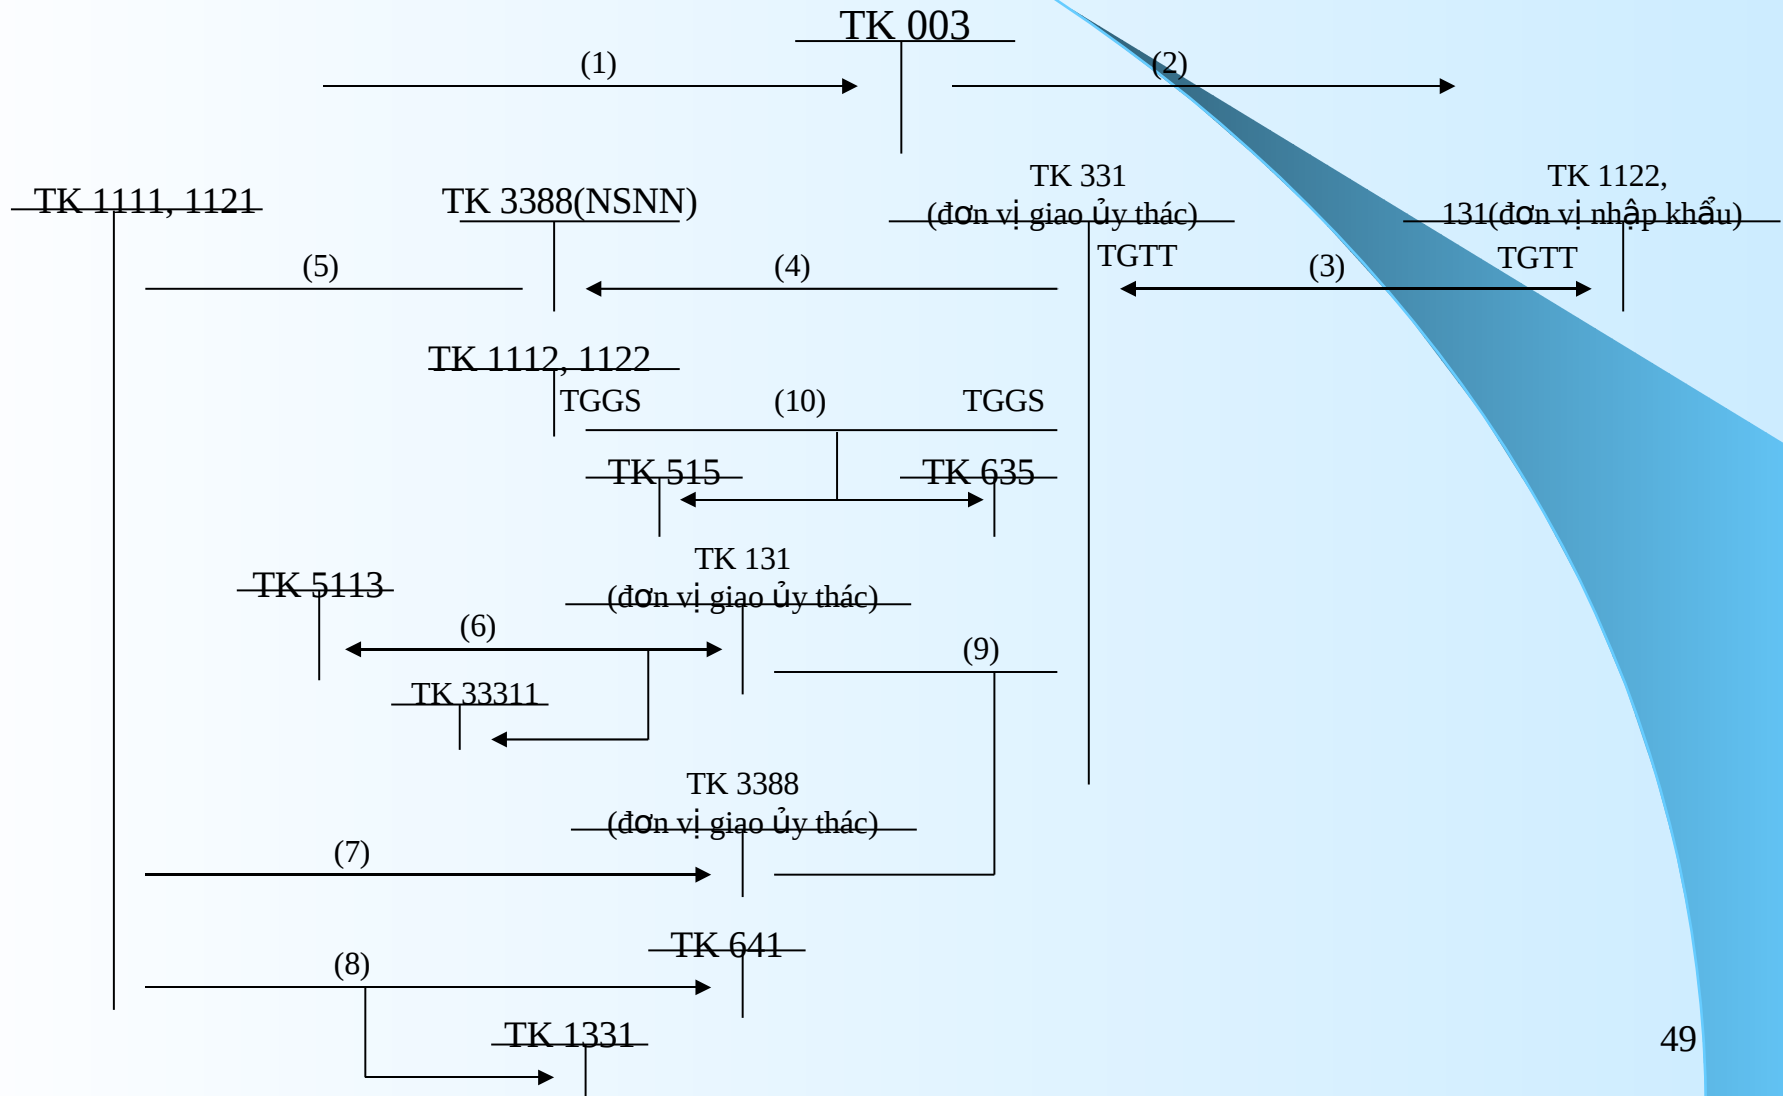 TK 003
(1)
(2)
TK 1111, 1121
TK 3388(NSNN)
TK 331
(đơn vị giao ủy thác)
TK 1122,
131(đơn vị nhập khẩu)
TGTT
TGTT
(5)
(4)
(3)
TK 1112, 1122
TGGS
(10)
TGGS
TK 515
TK 635
TK 131
(đơn vị giao ủy thác)
TK 5113
(6)
(9)
TK 33311
TK 3388
(đơn vị giao ủy thác)
(7)
TK 641
(8)
TK 1331
49